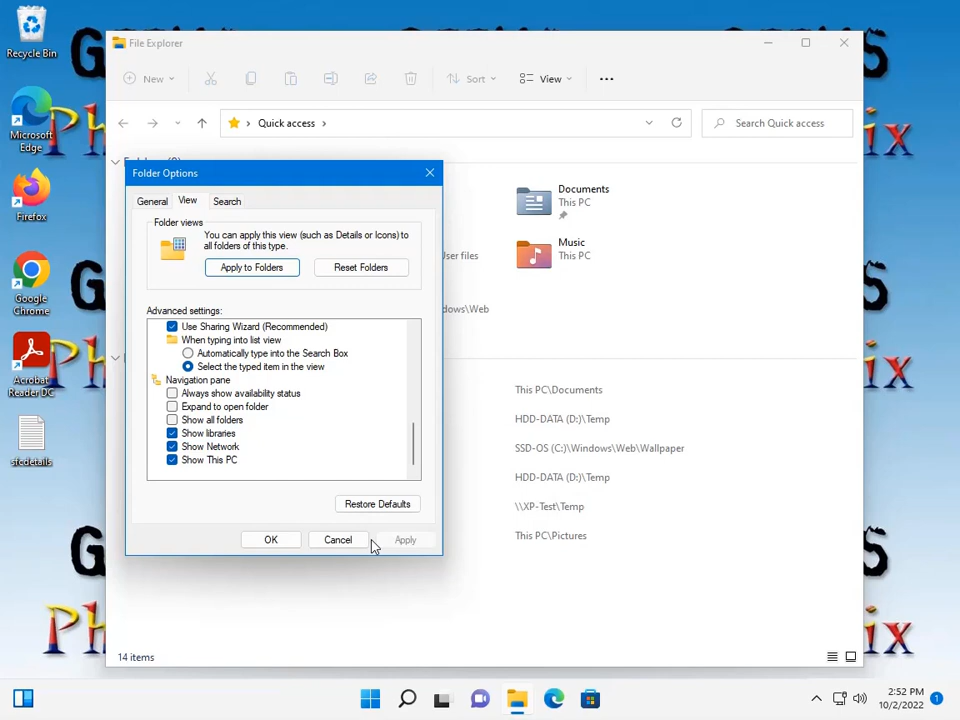 Recycle Bin
Microsoft
Edge
Firefox
Google
Chrome
Acrobat
Reader DC
sfcdetails
File Explorer
New
Sort
View
Quick access
Search Quick access
Folder Options
General
View
Search
Folder views
You can apply this view (such as Details or Icons) to
all folders of this type.
Apply to Folders
Reset Folders
Advanced settings:
Use Sharing Wizard (Recommended)
When typing into list view
Automatically type into the Search Box
Select the typed item in the view
Navigation pane
Always show availability status
Expand to open folder
Show all folders
Show libraries
Show Network
Show This PC
Restore Defaults
OK
Cancel
Apply
Documents
This PC
Music
This PC
User files
This PC\Documents
HDD-DATA (D:)\Temp
SSD-OS (C:)\Windows\Web\Wallpaper
HDD-DATA (D:)\Temp
\\XP-Test\Temp
This PC\Pictures
14 items
2:52 PM
10/2/2022
1